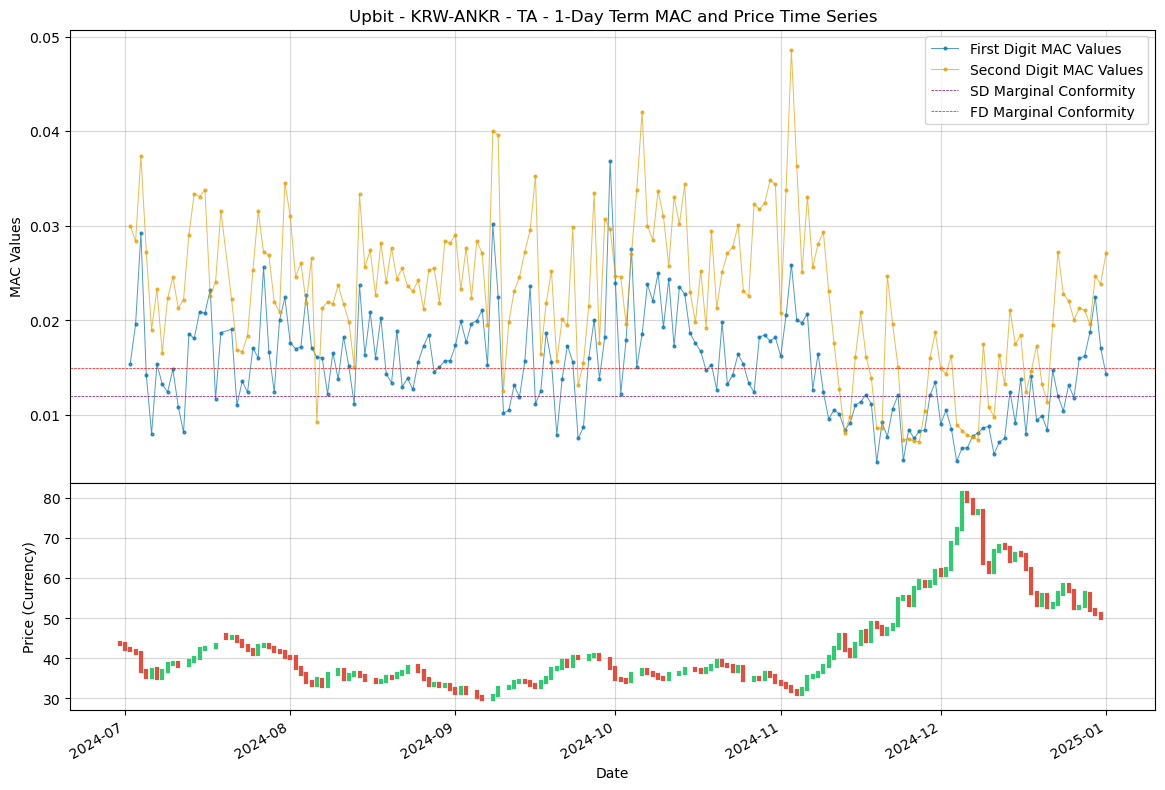 Upbit - KRW-ANKR - TA - 1-Day Term MAC and Price Time Series
First Digit MAC Values
Second Digit MAC Values
SD Marginal Conformity
FD Marginal Conformity
MAC Values
0.05
0.04
0.03
0.02
0.01
Price (Currency)
80
70
60
50
40
30
2024-07
2024-08
2024-09
2024-10
2024-11
2024-12
2025-01
Date